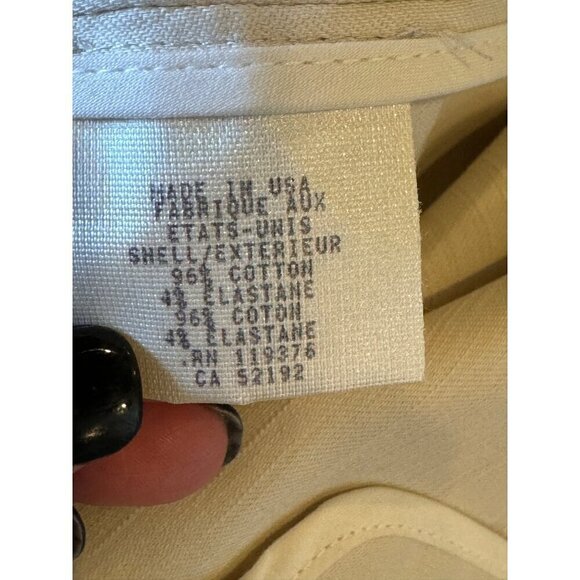 MADE IN USA
FABRIQUE AUX
ETATS-UNIS
SHELL/EXTERIEUR
96% COTTON
4% ELASTANE
96% COTON
4% ELASTANE
.RN 119376
CA 52192